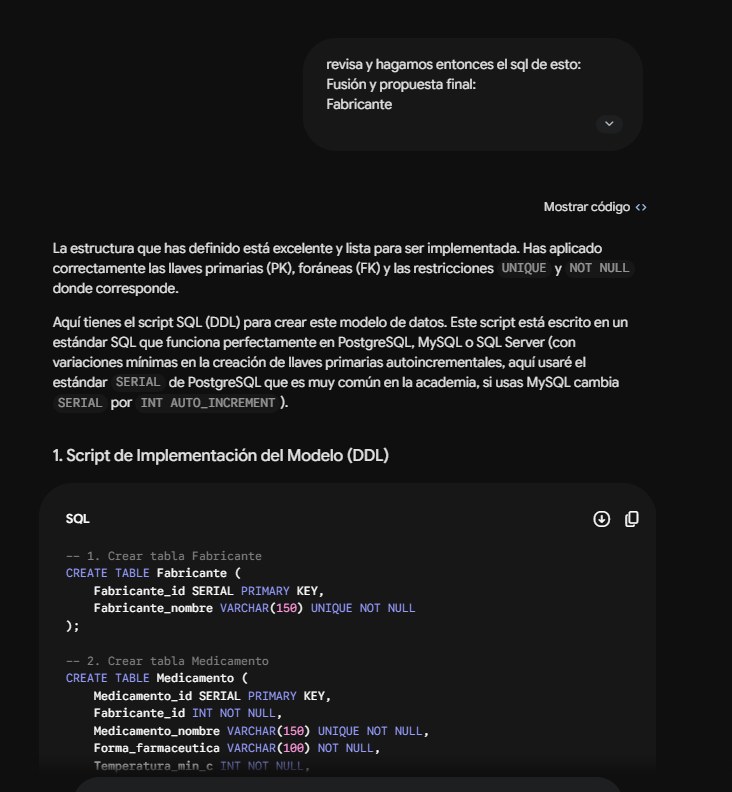 revisa y hagamos entonces el sql de esto:
Fusión y propuesta final:
Fabricante
Mostrar código <>
La estructura que has definido está excelente y lista para ser implementada. Has aplicado
correctamente las llaves primarias (PK), foráneas (FK) y las restricciones UNIQUE y NOT NULL
donde corresponde.
Aquí tienes el script SQL (DDL) para crear este modelo de datos. Este script está escrito en un
estándar SQL que funciona perfectamente en PostgreSQL, MySQL o SQL Server (con
variaciones mínimas en la creación de llaves primarias autoincrementales, aquí usaré el
estándar SERIAL de PostgreSQL que es muy común en la academia, si usas MySQL cambia
SERIAL por INT AUTO_INCREMENT ).
1. Script de Implementación del Modelo (DDL)
SQL
-- 1. Crear tabla Fabricante
CREATE TABLE Fabricante (
    Fabricante_id SERIAL PRIMARY KEY,
    Fabricante_nombre VARCHAR(150) UNIQUE NOT NULL
);
-- 2. Crear tabla Medicamento
CREATE TABLE Medicamento (
    Medicamento_id SERIAL PRIMARY KEY,
    Fabricante_id INT NOT NULL,
    Medicamento_nombre VARCHAR(150) UNIQUE NOT NULL,
    Forma_farmaceutica VARCHAR(100) NOT NULL,
    Temperatura_min_c INT NOT NULL,